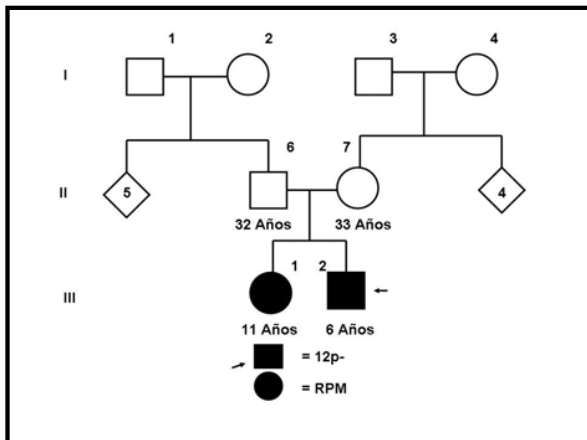 1 2 3 4
I
6 7
II 5 4
32 Años 33 Años
1 2
III
11 Años 6 Años
= 12p-
= RPM